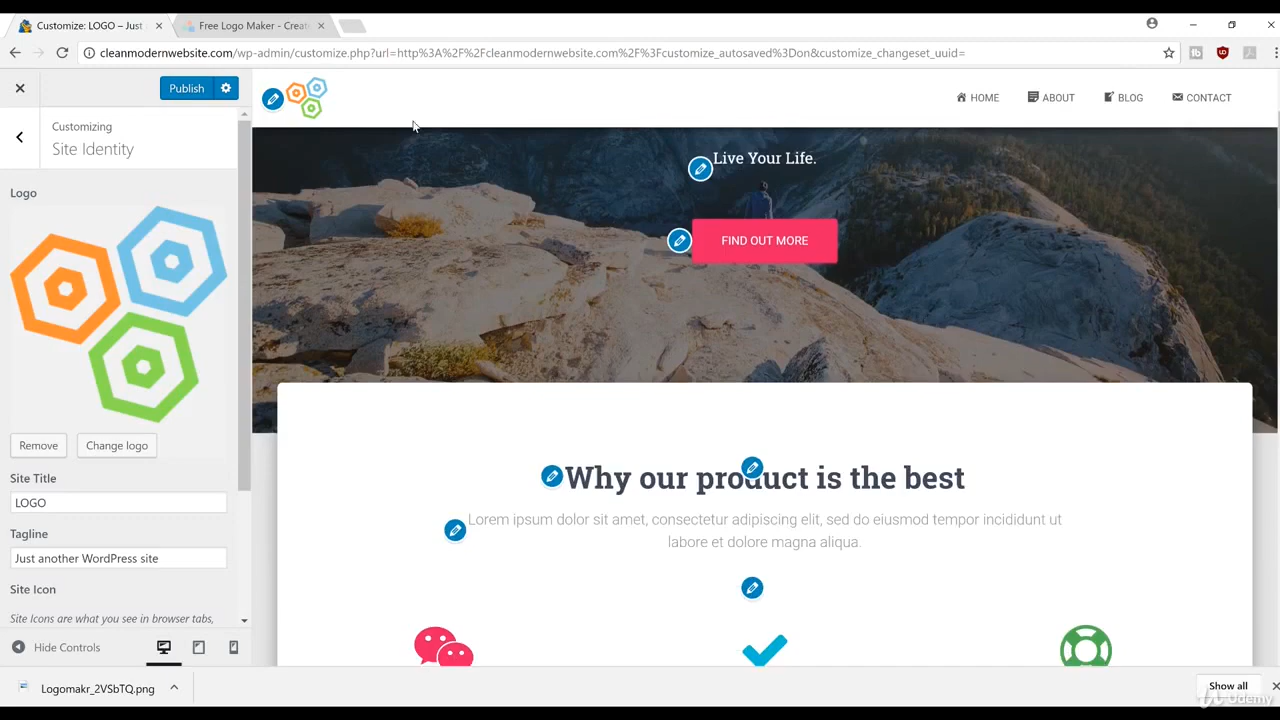 Customize: LOGO – Just
Free Logo Maker - Creat
cleanmodernwebsite.com/wp-admin/customize.php?url=http%3A%2F%2Fcleanmodernwebsite.com%2F%3Fcustomize_autosaved%3Don&customize_changeset_uuid=
Publish
Customizing
Site Identity
HOME
ABOUT
BLOG
CONTACT
Live Your Life.
FIND OUT MORE
Logo
Remove
Change logo
Site Title
LOGO
Tagline
Just another WordPress site
Site Icon
Site Icons are what you see in browser tabs,
Hide Controls
Why our product is the best
Lorem ipsum dolor sit amet, consectetur adipiscing elit, sed do eiusmod tempor incididunt ut
labore et dolore magna aliqua.
Logomakr_2VSbTQ.png
Show all
Udemy